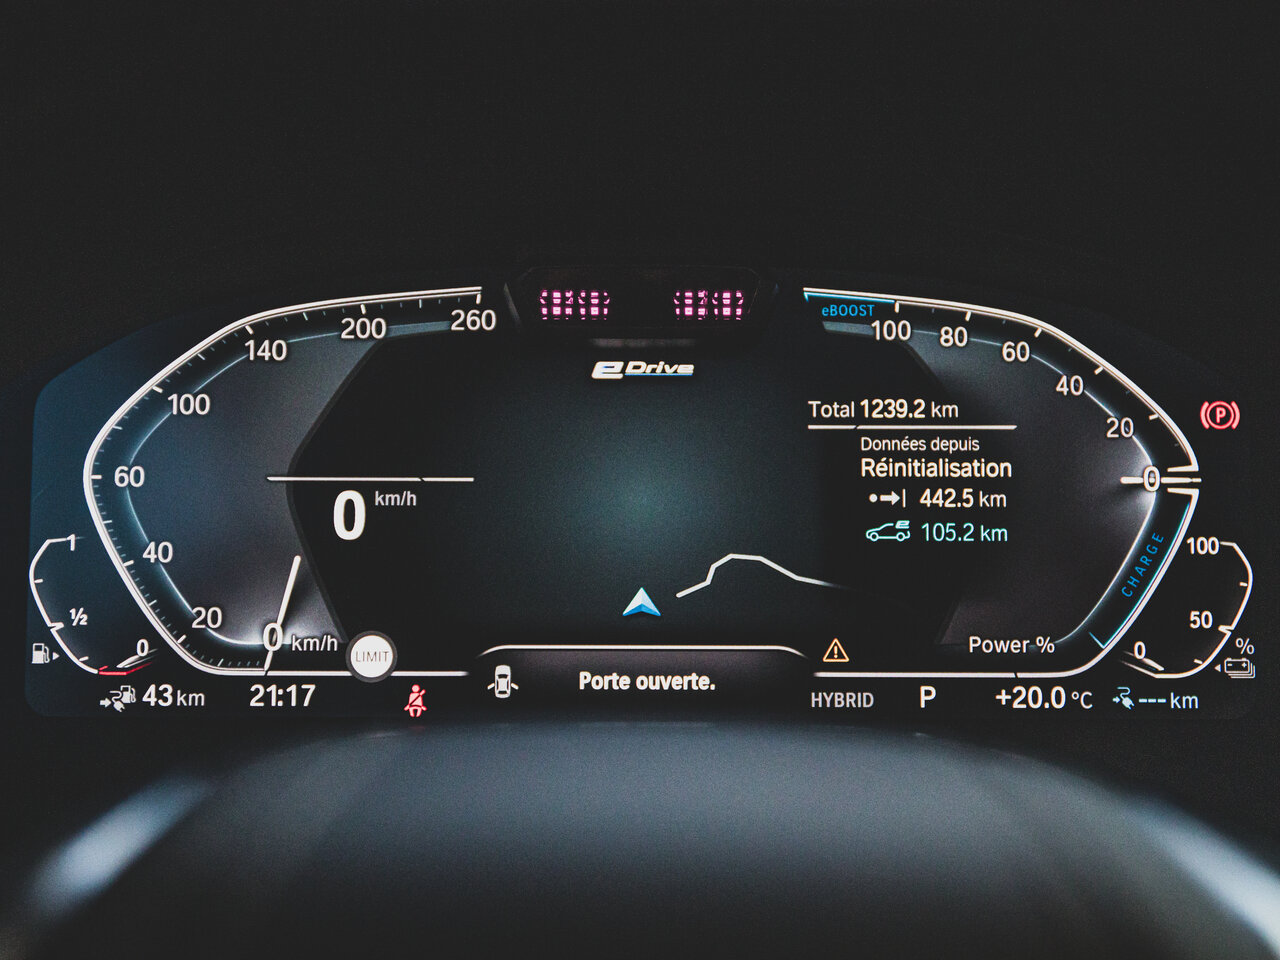 eDrive
260
200
140
100
60
40
20
0 km/h
0 km/h
LIMIT
1
½
0
43 km
21:17
Porte ouverte.
eBOOST
100
80
60
40
20
0
CHARGE
Power %
Total 1239.2 km
Données depuis
Réinitialisation
442.5 km
105.2 km
P
100
50
0
%
HYBRID
P
+20.0 °C
--- km